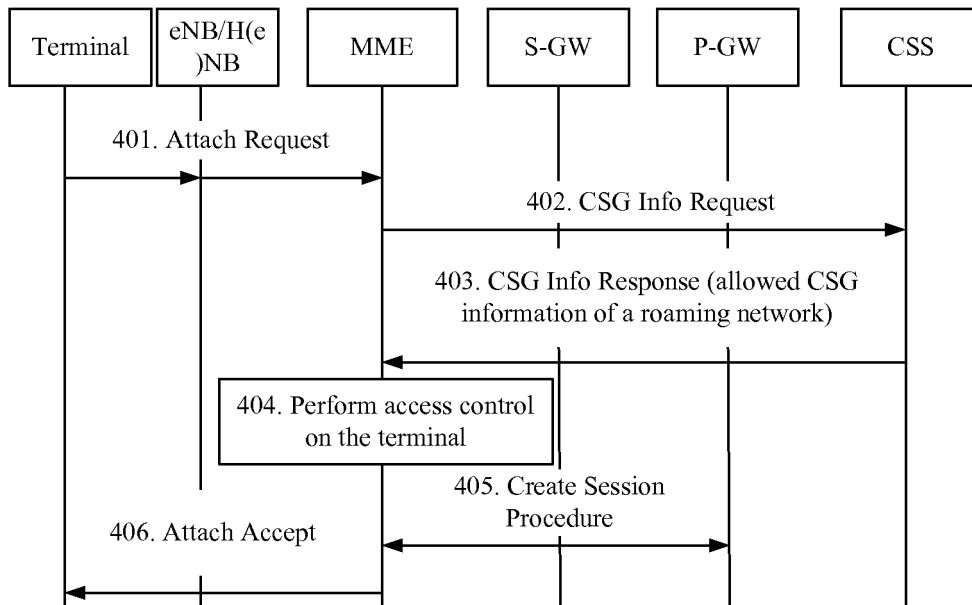 Terminal
eNB/H(e
)NB
MME
S-GW
P-GW
CSS
401. Attach Request
402. CSG Info Request
403. CSG Info Response (allowed CSG
information of a roaming network)
404. Perform access control
on the terminal
405. Create Session
Procedure
406. Attach Accept